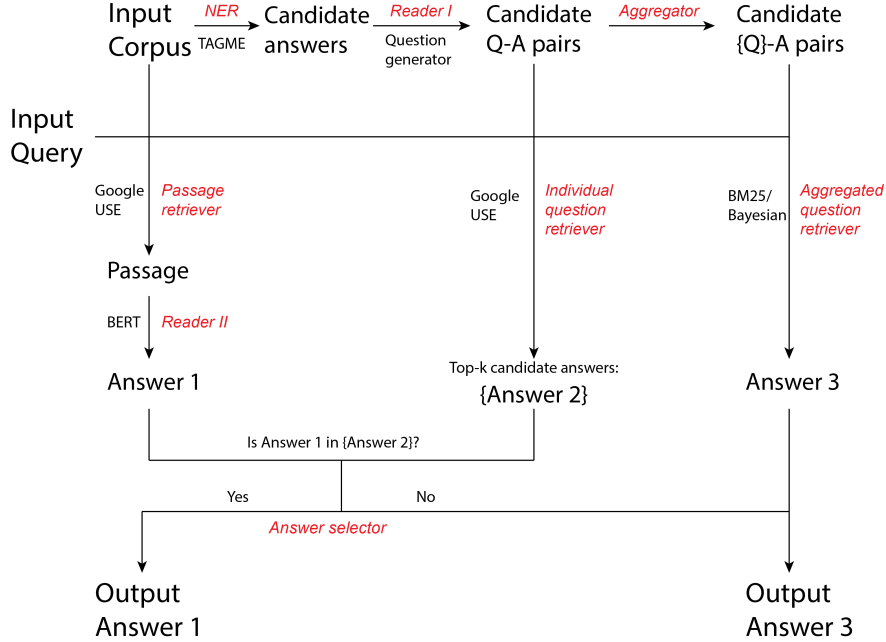 Input
Corpus
NER
TAGME
Candidate
answers
Reader I
Question
generator
Candidate
Q-A pairs
Aggregator
Candidate
{Q}-A pairs
Input
Query
Google
USE
Passage
retriever
Google
USE
Individual
question
retriever
BM25/
Bayesian
Aggregated
question
retriever
Passage
BERT
Reader II
Answer 1
Top-k candidate answers:
{Answer 2}
Answer 3
Is Answer 1 in {Answer 2}?
Yes
No
Answer selector
Output
Answer 1
Output
Answer 3